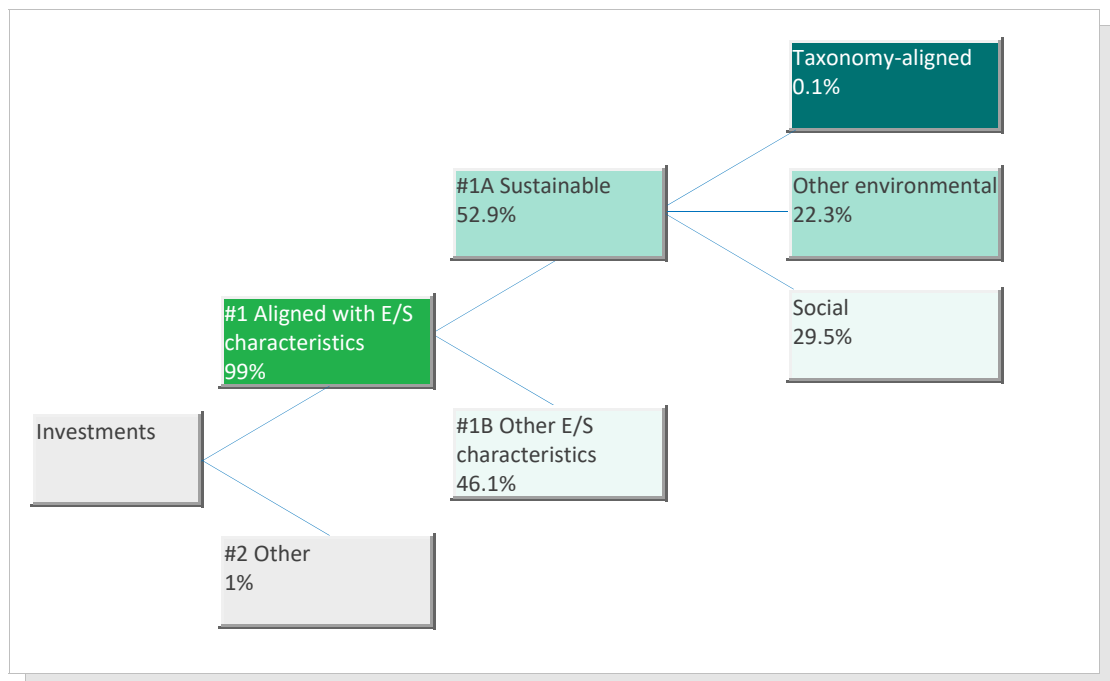 Taxonomy-aligned
0.1%
#1A Sustainable
52.9%
Other environmental
22.3%
Social
29.5%
#1 Aligned with E/S
characteristics
99%
#1B Other E/S
characteristics
46.1%
Investments
#2 Other
1%